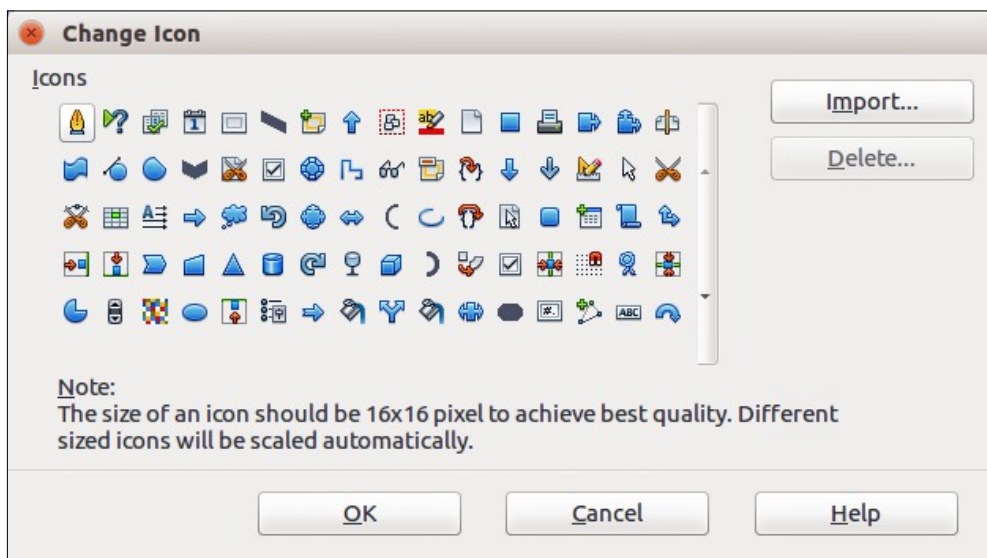 Change Icon
Icons
Import...
Delete...
Note:
The size of an icon should be 16x16 pixel to achieve best quality. Different
sized icons will be scaled automatically.
OK
Cancel
Help